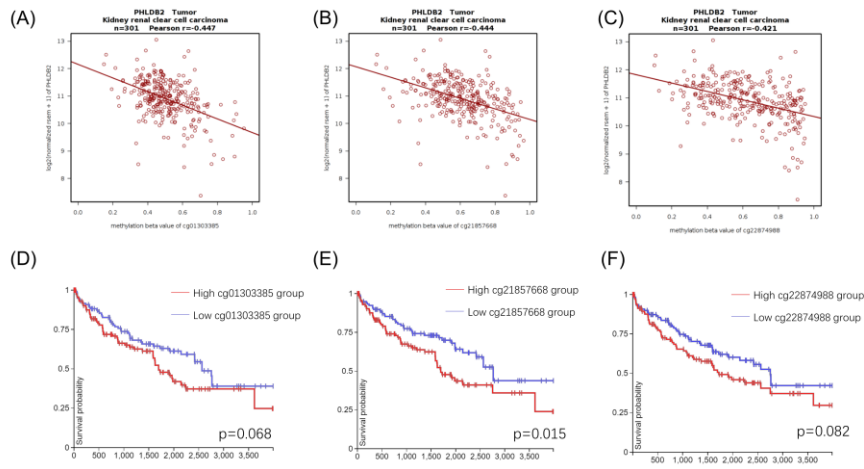 (A)
PHLDB2 Tumor
Kidney renal clear cell carcinoma
n=301 Pearson r=-0.447
log2(normalized rsem + 1) of PHLDB2
13
12
11
10
9
8
0.0 0.2 0.4 0.6 0.8 1.0
methylation beta value of cg01303385
(B)
PHLDB2 Tumor
Kidney renal clear cell carcinoma
n=301 Pearson r=-0.444
log2(normalized rsem + 1) of PHLDB2
13
12
11
10
9
8
0.0 0.2 0.4 0.6 0.8 1.0
methylation beta value of cg21857668
(C)
PHLDB2 Tumor
Kidney renal clear cell carcinoma
n=301 Pearson r=-0.421
log2(normalized rsem + 1) of PHLDB2
13
12
11
10
9
8
0.0 0.2 0.4 0.6 0.8 1.0
methylation beta value of cg22874988
(D)
High cg01303385 group
Low cg01303385 group
1
0.75
0.5
0.25
Survival probability
p=0.068
0 500 1,000 1,500 2,000 2,500 3,000 3,500 4,000
(E)
High cg21857668 group
Low cg21857668 group
1
0.75
0.5
0.25
Survival probability
p=0.015
0 500 1,000 1,500 2,000 2,500 3,000 3,500 4,000
(F)
High cg22874988 group
Low cg22874988 group
1
0.75
0.5
0.25
Survival probability
p=0.082
0 500 1,000 1,500 2,000 2,500 3,000 3,500 4,000